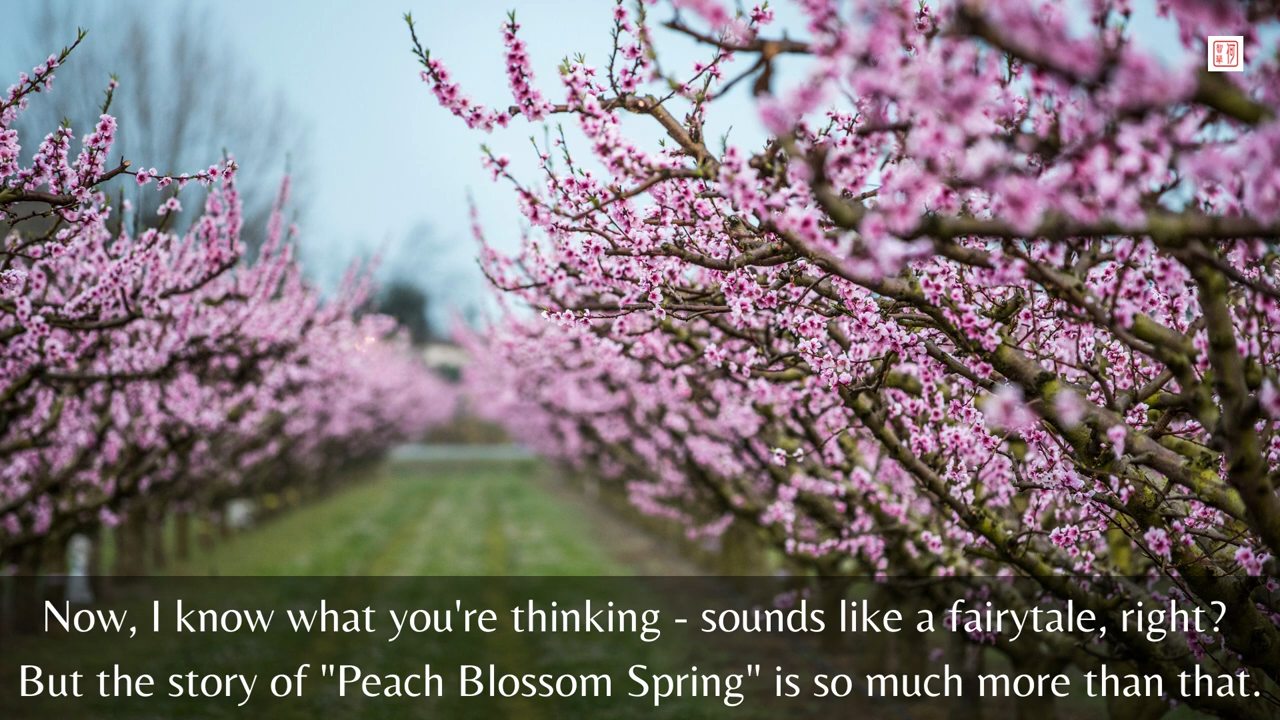 Now, I know what you're thinking - sounds like a fairytale, right?
But the story of "Peach Blossom Spring" is so much more than that.